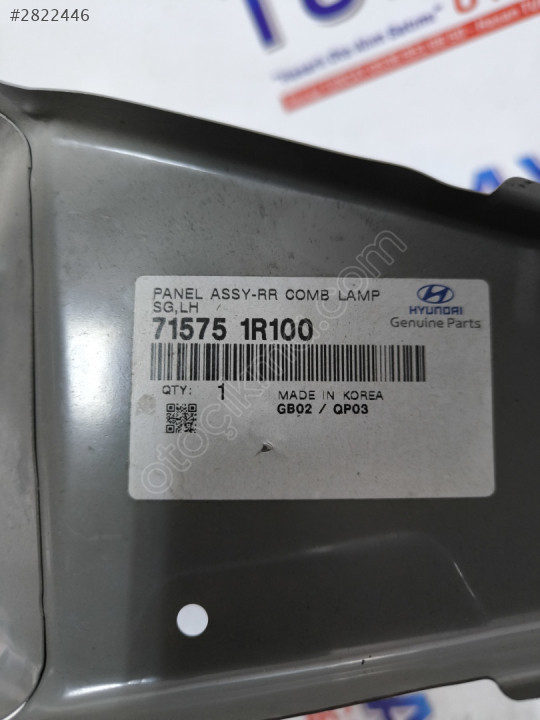 #2822446
PANEL ASSY-RR COMB LAMP
SG,LH
71575 1R100
HYUNDAI
Genuine Parts
QTY: 1
MADE IN KOREA
GB02 / QP03
otocikma